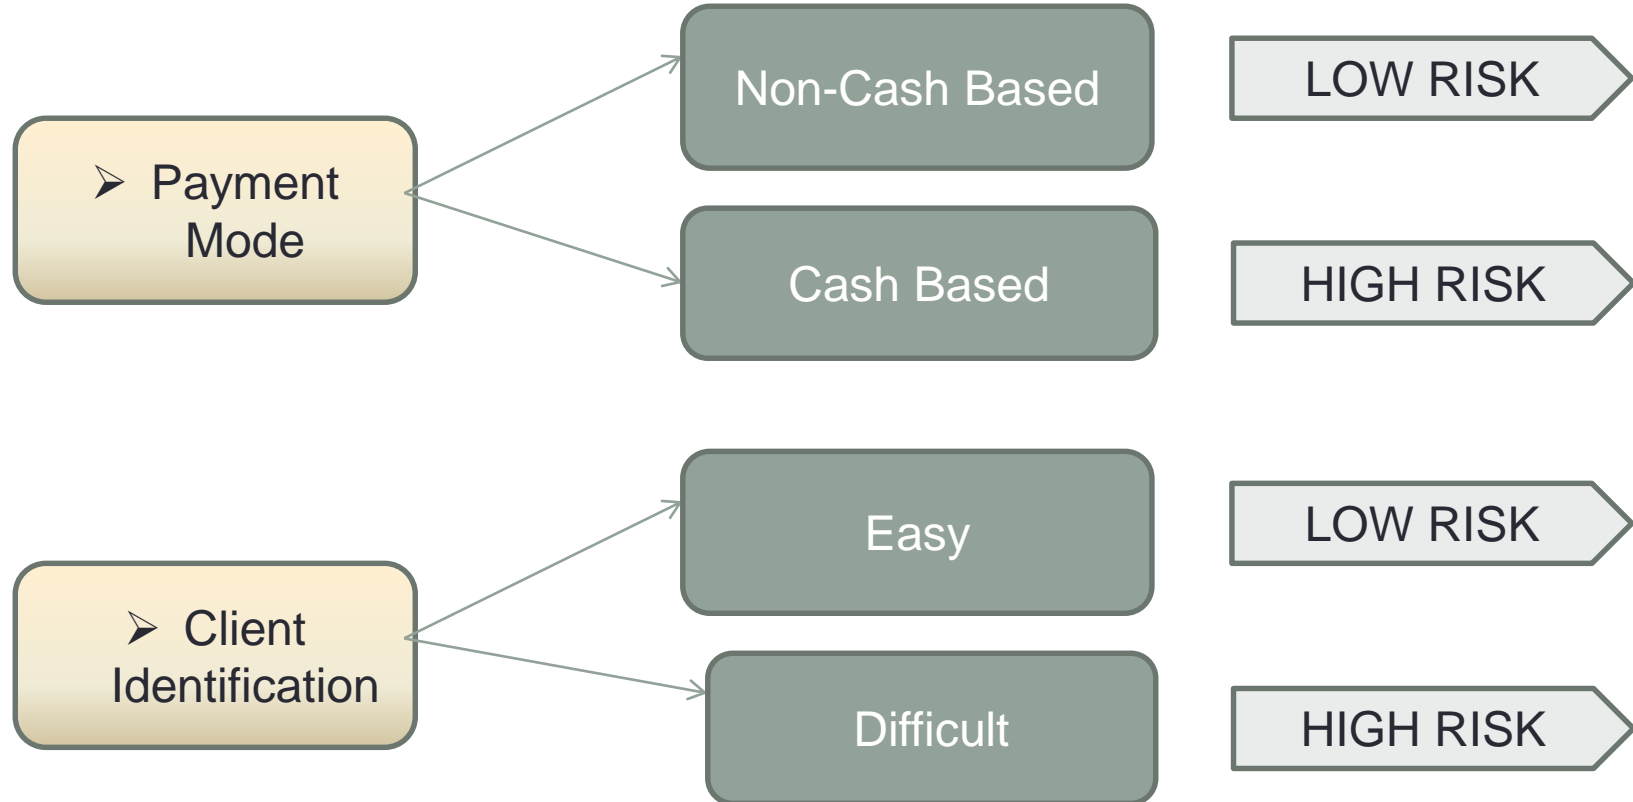 Non-Cash Based
LOW RISK
➢ Payment
Mode
Cash Based
HIGH RISK
Easy
LOW RISK
➢ Client
Identification
Difficult
HIGH RISK